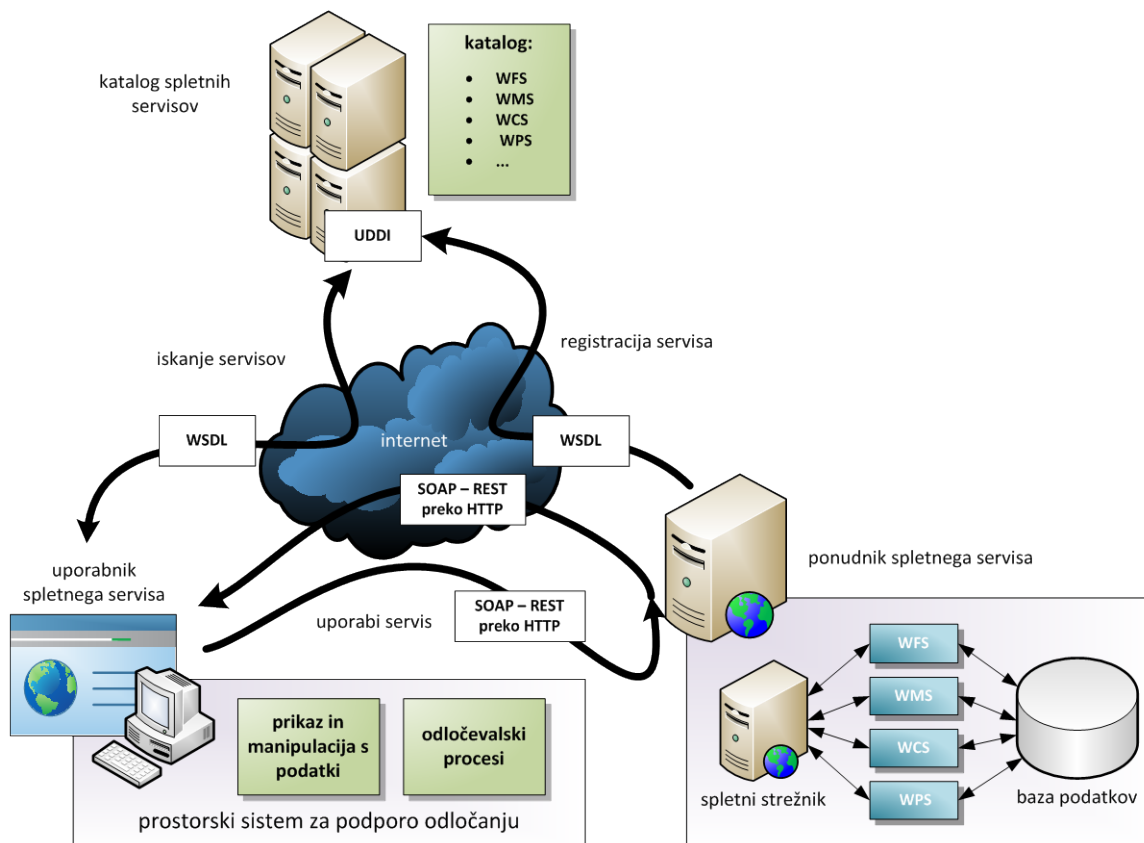 katalog spletnih
servisov
katalog:
• WFS
• WMS
• WCS
• WPS
• ...
UDDI
iskanje servisov
registracija servisa
WSDL
internet
WSDL
SOAP – REST
preko HTTP
uporabnik
spletnega servisa
ponudnik spletnega servisa
uporabi servis
SOAP – REST
preko HTTP
prikaz in
manipulacija s
podatki
odločevalski
procesi
prostorski sistem za podporo odločanju
WFS
WMS
WCS
WPS
spletni strežnik
baza podatkov